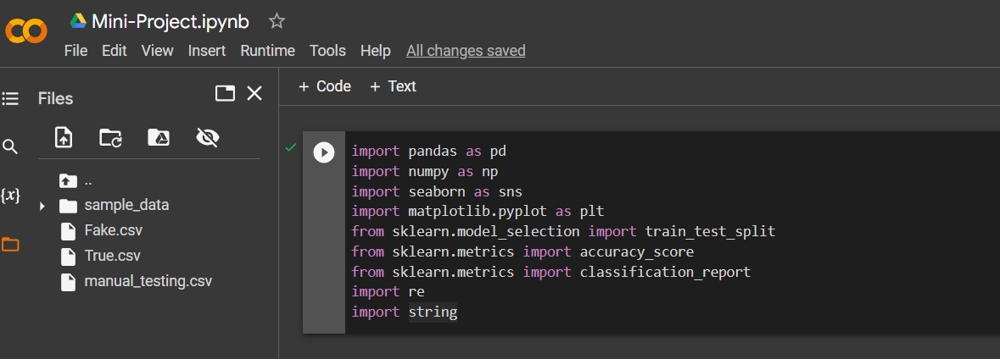 Mini-Project.ipynb
File Edit View Insert Runtime Tools Help All changes saved
Files
+ Code + Text
{x}
..
sample_data
Fake.csv
True.csv
manual_testing.csv
import pandas as pd
import numpy as np
import seaborn as sns
import matplotlib.pyplot as plt
from sklearn.model_selection import train_test_split
from sklearn.metrics import accuracy_score
from sklearn.metrics import classification_report
import re
import string